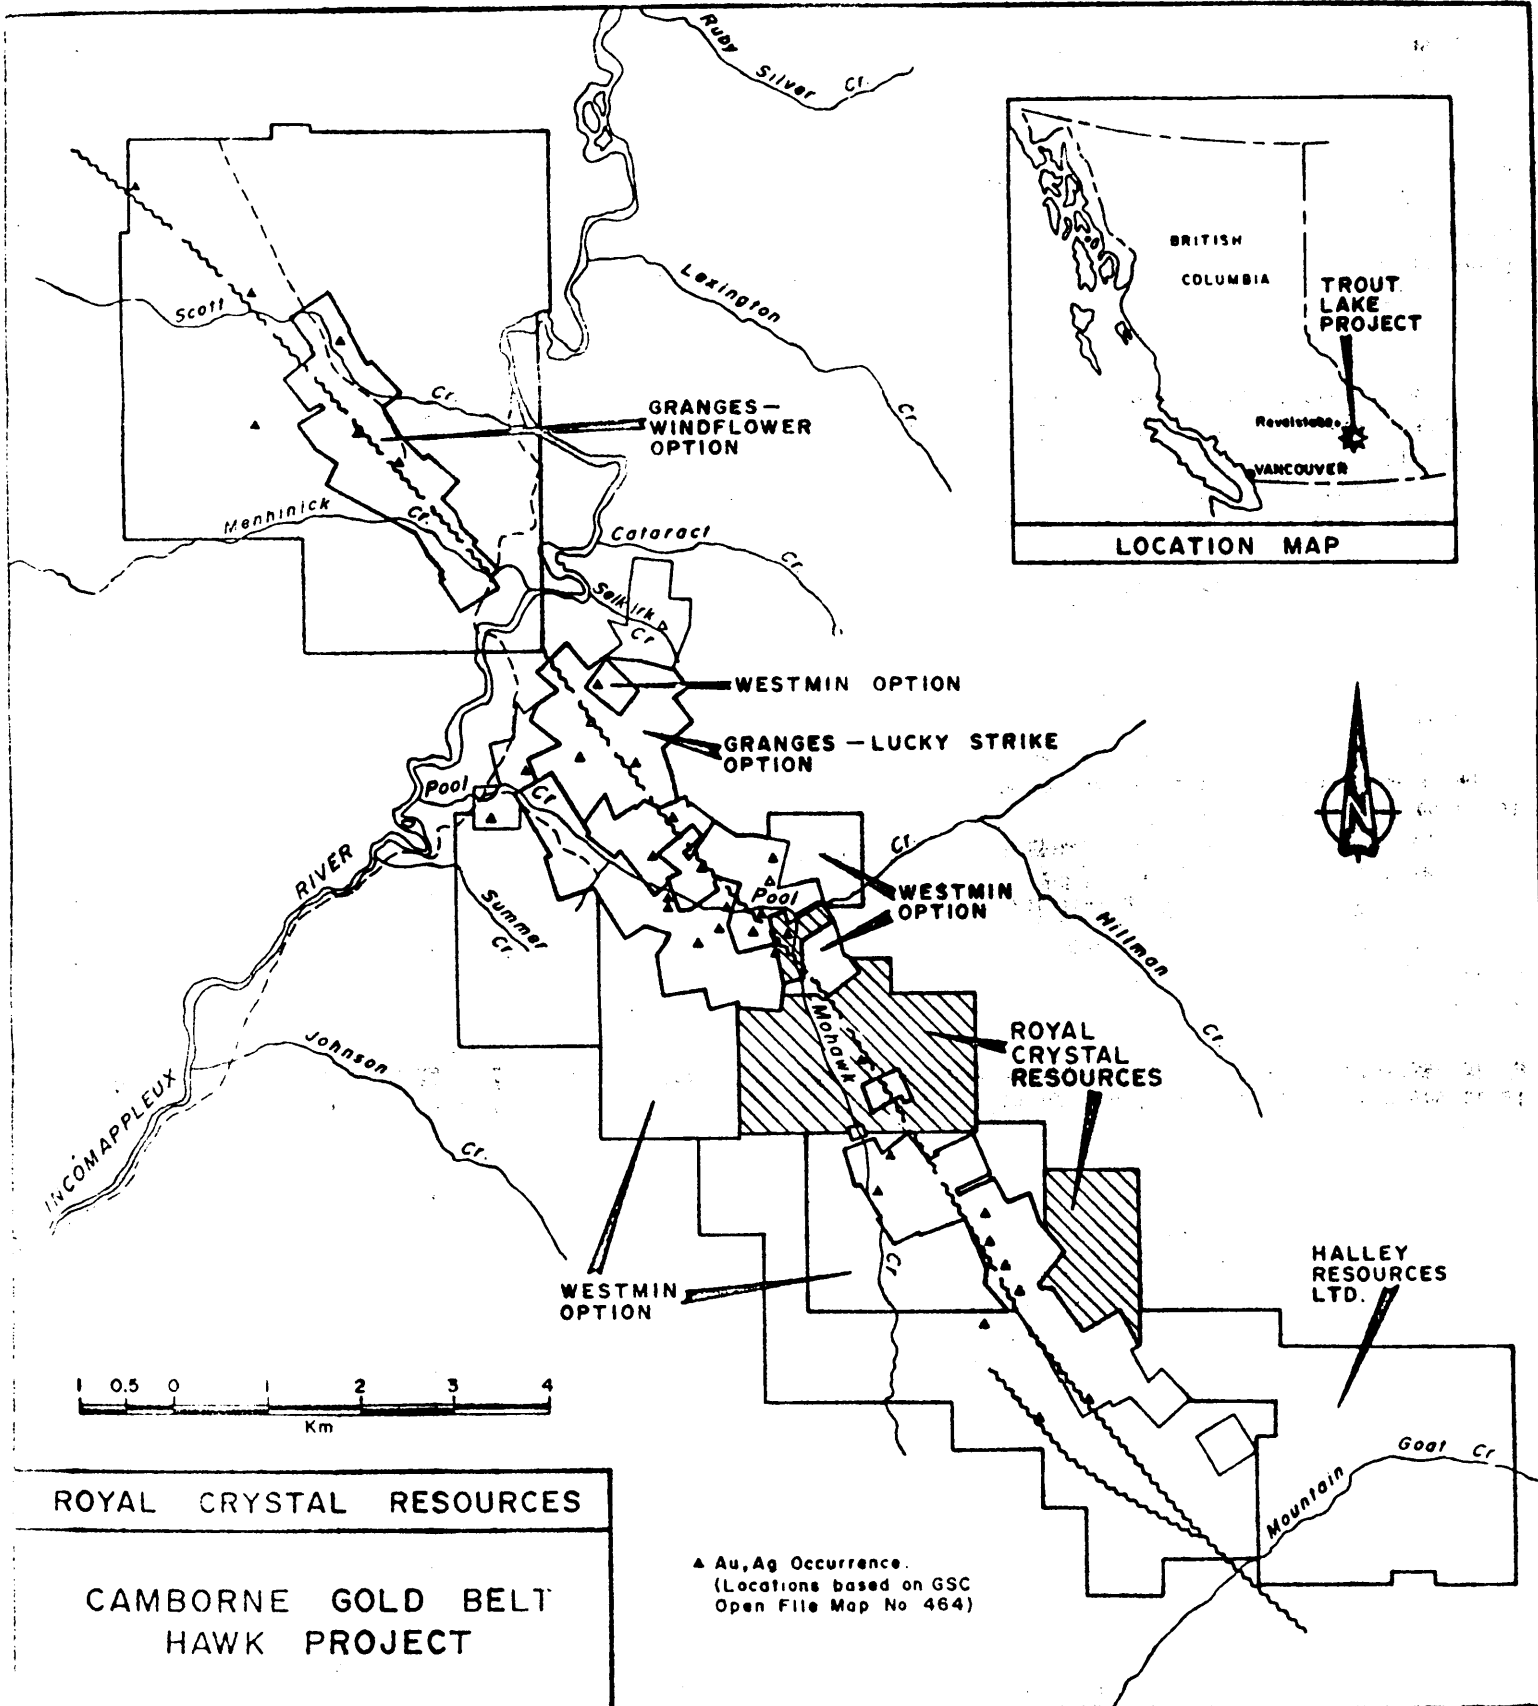 Ruby
Silver
Cr.
BRITISH
COLUMBIA
TROUT
LAKE
PROJECT
Revelstoke
VANCOUVER
LOCATION MAP
Scott
Cr.
Lexington
Cr.
GRANGES—
WINDFLOWER
OPTION
Menhinick
Cr.
Cataract
Cr.
Selkirk
Cr
WESTMIN OPTION
GRANGES — LUCKY STRIKE
OPTION
Pool
Cr
Cr.
WESTMIN
OPTION
Pool
RIVER
Summer
Cr.
Hillman
Cr.
Mohawk
Cr
ROYAL
CRYSTAL
RESOURCES
Johnson
Cr.
INCOMAPPLEUX
WESTMIN
OPTION
HALLEY
RESOURCES
LTD.
1 0.5 0 1 2 3 4
Km
Goat Cr
Mountain
ROYAL CRYSTAL RESOURCES
CAMBORNE GOLD BELT
HAWK PROJECT
▲ Au,Ag Occurrence.
(Locations based on GSC
Open File Map No 464)
N